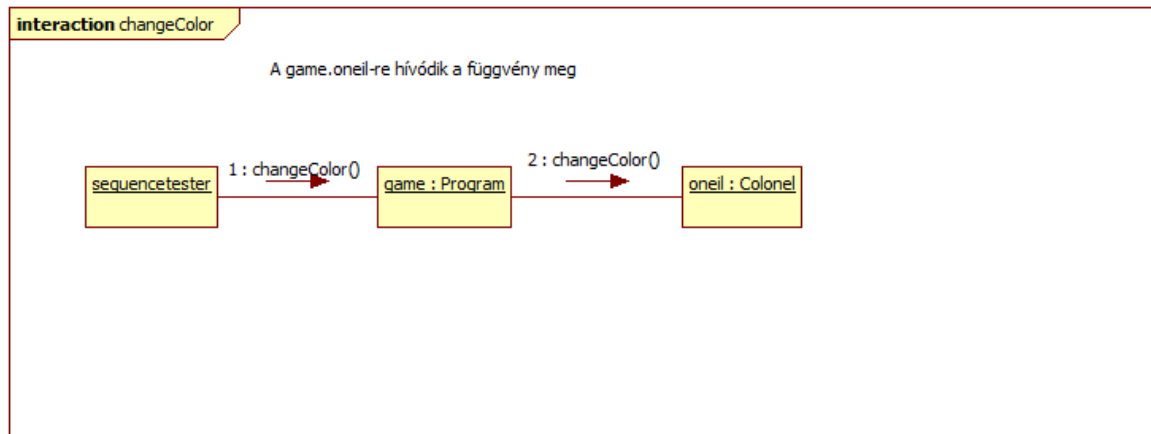 interaction changeColor
A game.oneil-re hívódik a függvény meg
1 : changeColor()
2 : changeColor()
sequencetester
game : Program
oneil : Colonel